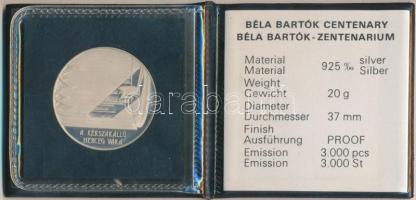 A KÉKSZAKÁLLÚ
HERCEG VÁRA
BÉLA BARTÓK CENTENARY
BÉLA BARTÓK-ZENTENARIUM
Material 925 ‰ silver
Material Silber
Weight-
Gewicht 20 g
Diameter
Durchmesser 37 mm
Finish
Ausführung PROOF
Emission 3.000 pcs
Emission 3.000 St
darabanth